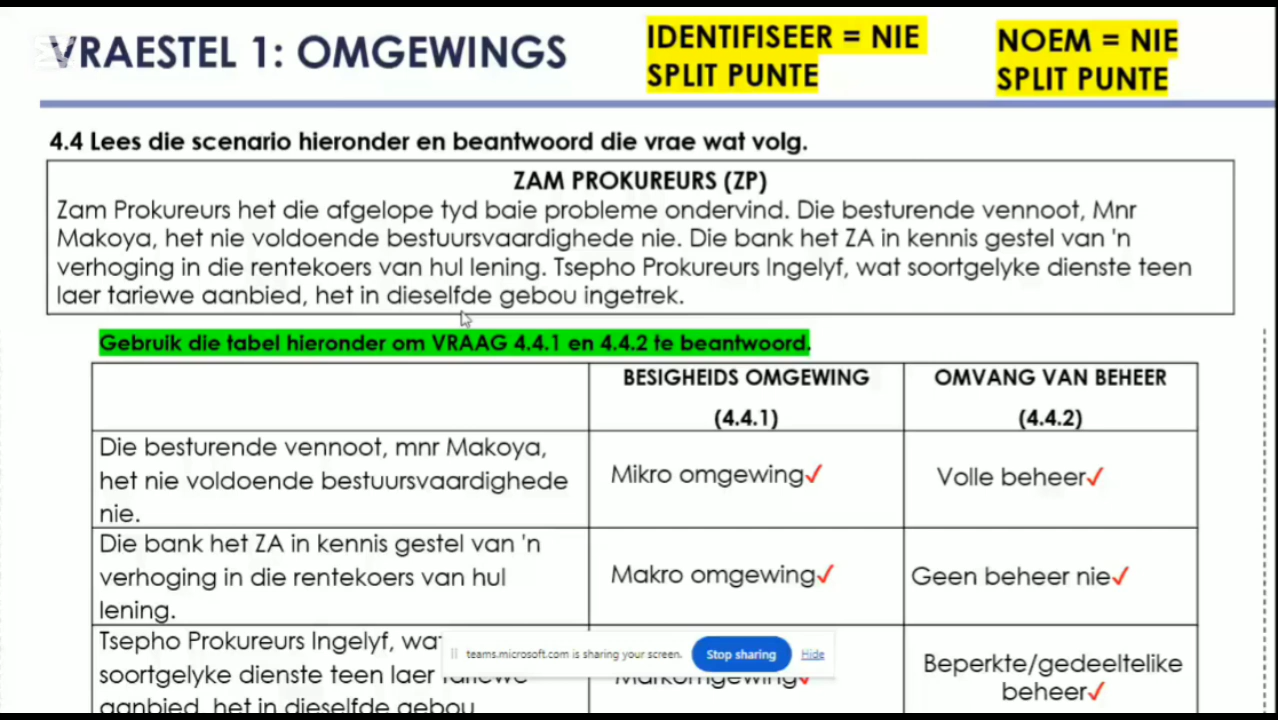 VRAESTEL 1: OMGEWINGS
IDENTIFISEER = NIE
SPLIT PUNTE
NOEM = NIE
SPLIT PUNTE
4.4 Lees die scenario hieronder en beantwoord die vrae wat volg.
ZAM PROKUREURS (ZP)
Zam Prokureurs het die afgelope tyd baie probleme ondervind. Die besturende vennoot, Mnr
Makoya, het nie voldoende bestuursvaardighede nie. Die bank het ZA in kennis gestel van 'n
verhoging in die rentekoers van hul lening. Tsepho Prokureurs Ingelyf, wat soortgelyke dienste teen
laer tariewe aanbied, het in dieselfde gebou ingetrek.
Gebruik die tabel hieronder om VRAAG 4.4.1 en 4.4.2 te beantwoord.
BESIGHEIDS OMGEWING
(4.4.1)
OMVANG VAN BEHEER
(4.4.2)
Die besturende vennoot, mnr Makoya,
het nie voldoende bestuursvaardighede
nie.
Mikro omgewing✓
Volle beheer✓
Die bank het ZA in kennis gestel van 'n
verhoging in die rentekoers van hul
lening.
Makro omgewing✓
Geen beheer nie✓
Tsepho Prokureurs Ingelyf, wat
soortgelyke dienste teen laer tariewe
aanbied, het in dieselfde gebou
Markomgewing✓
Beperkte/gedeeltelike
beheer✓
teams.microsoft.com is sharing your screen.
Stop sharing
Hide